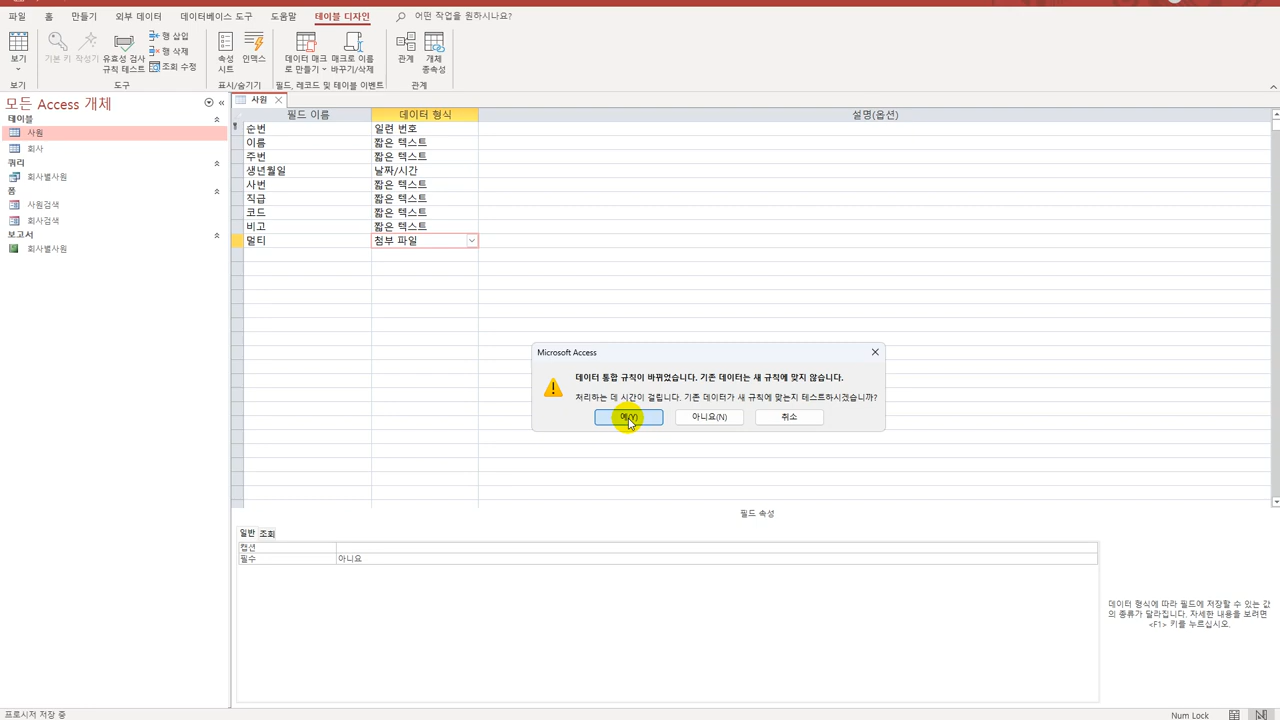 파일 홈 만들기 외부 데이터 데이터베이스 도구 도움말 테이블 디자인 어떤 작업을 원하시나요?
보기
기본 키
작성기
유효성 검사
규칙 테스트
행 삽입
행 삭제
조회 수정
속성
시트
인덱스
데이터 매크
로 만들기
매크로 이름
바꾸기/삭제
관계
개체
종속성
보기 도구 표시/숨기기 필드, 레코드 및 테이블 이벤트 관계
모든 Access 개체
테이블
사원
회사
쿼리
회사별사원
폼
사원검색
회사검색
보고서
회사별사원
사원
필드 이름 데이터 형식 설명(옵션)
순번 일련 번호
이름 짧은 텍스트
주번 짧은 텍스트
생년월일 날짜/시간
사번 짧은 텍스트
직급 짧은 텍스트
코드 짧은 텍스트
비고 짧은 텍스트
멀티 첨부 파일
Microsoft Access
데이터 통합 규칙이 바뀌었습니다. 기존 데이터는 새 규칙에 맞지 않습니다.
처리하는 데 시간이 걸립니다. 기존 데이터가 새 규칙에 맞는지 테스트하시겠습니까?
예(Y) 아니요(N) 취소
필드 속성
일반 조회
캡션
필수 아니요
데이터 형식에 따라 필드에 저장할 수 있는 값
의 종류가 달라집니다. 자세한 내용을 보려면
<F1> 키를 누르십시오.
프로시저 저장 중
Num Lock